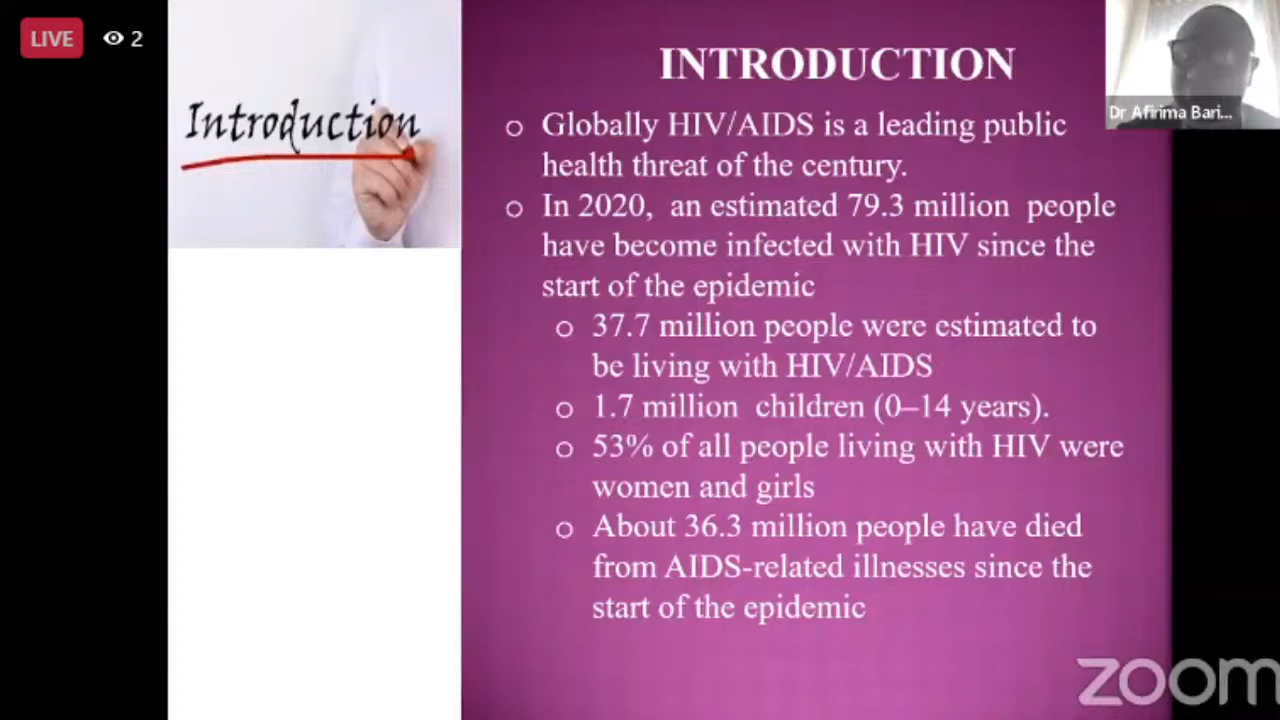 LIVE
2
Introduction
INTRODUCTION
Dr Afirima Bari...
o Globally HIV/AIDS is a leading public
health threat of the century.
o In 2020, an estimated 79.3 million people
have become infected with HIV since the
start of the epidemic
o 37.7 million people were estimated to
be living with HIV/AIDS
o 1.7 million children (0–14 years).
o 53% of all people living with HIV were
women and girls
o About 36.3 million people have died
from AIDS-related illnesses since the
start of the epidemic
zoom